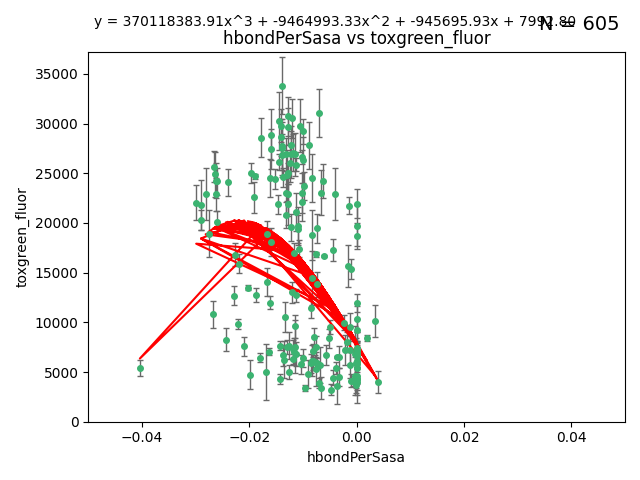 y = 370118383.91x^3 + -9464993.33x^2 + -945695.93x + 7992.80
N = 605
hbondPerSasa vs toxgreen_fluor
35000
30000
25000
20000
15000
10000
5000
0
toxgreen_fluor
−0.04
−0.02
0.00
0.02
0.04
hbondPerSasa